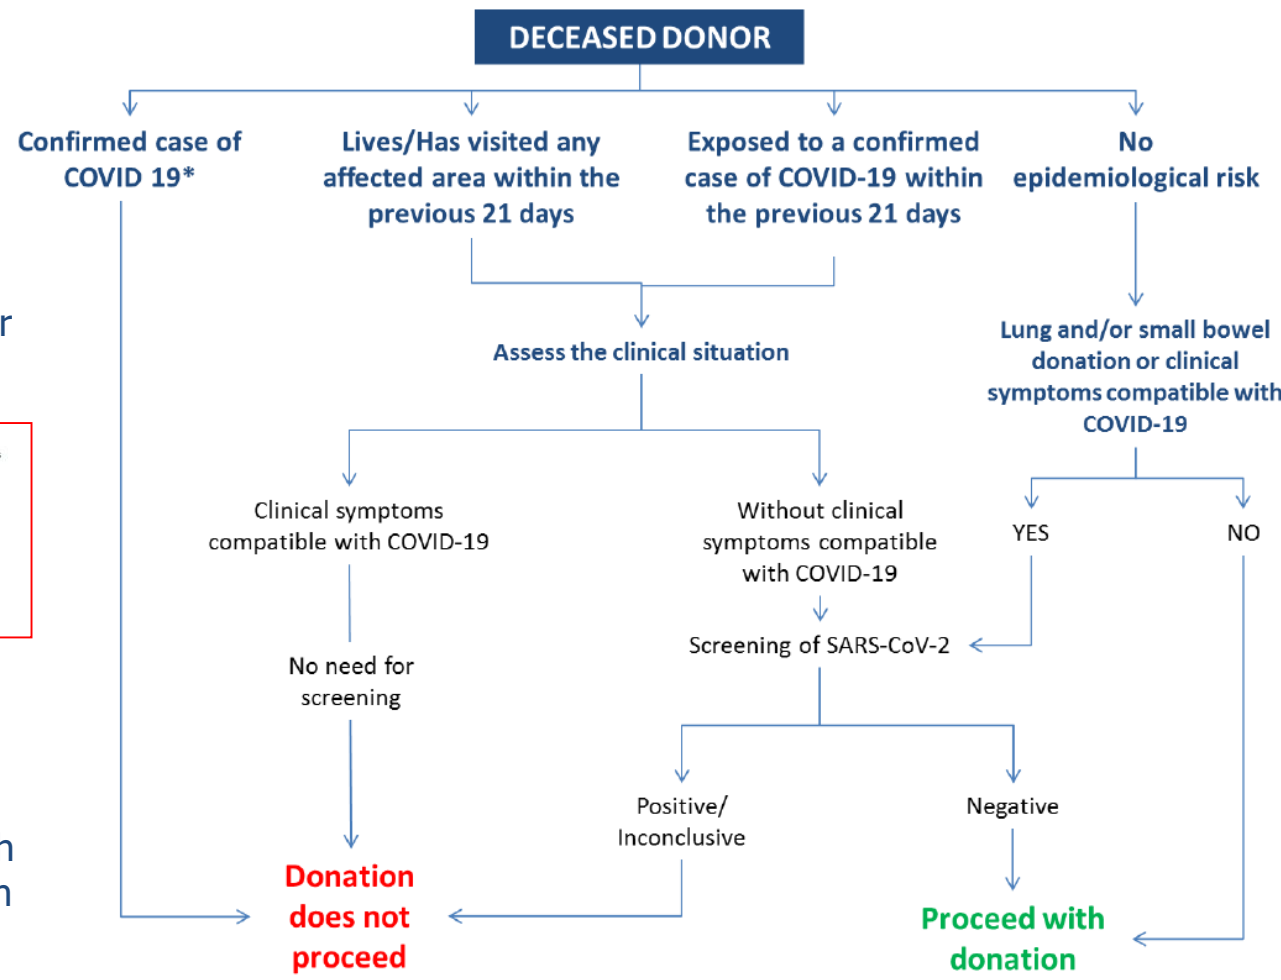 DECEASED DONOR
Confirmed case of
COVID 19*
Lives/Has visited any
affected area within the
previous 21 days
Exposed to a confirmed
case of COVID-19 within
the previous 21 days
No
epidemiological risk
Assess the clinical situation
Lung and/or small bowel
donation or clinical
symptoms compatible with
COVID-19
Clinical symptoms
compatible with COVID-19
Without clinical
symptoms compatible
with COVID-19
YES
NO
No need for
screening
Screening of SARS-CoV-2
Positive/
Inconclusive
Negative
Donation
does not
proceed
Proceed with
donation